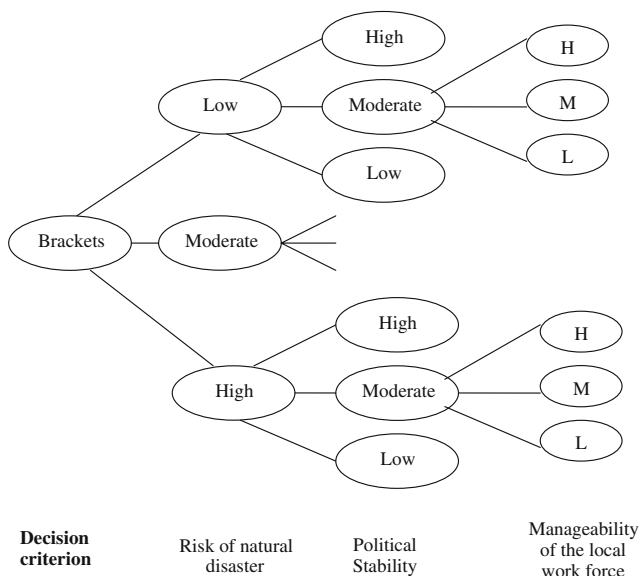 High
H
Low
Moderate
M
Low
L
Brackets
Moderate
High
H
High
Moderate
M
Low
L
Decision
criterion
Risk of natural
disaster
Political
Stability
Manageability
of the local
work force